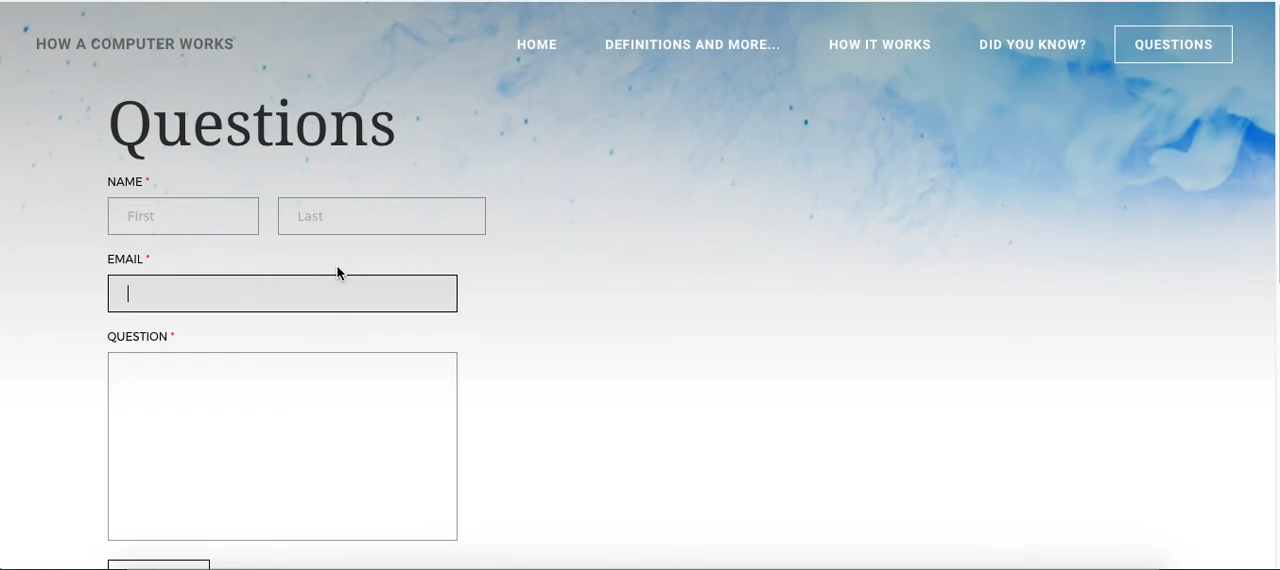 HOW A COMPUTER WORKS
HOME DEFINITIONS AND MORE... HOW IT WORKS DID YOU KNOW? QUESTIONS
Questions
NAME *
First Last
EMAIL *
QUESTION *